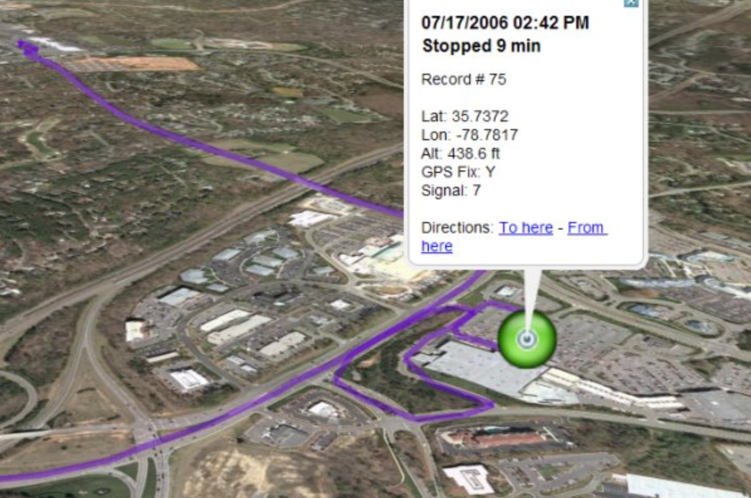 07/17/2006 02:42 PM
Stopped 9 min
Record # 75
Lat: 35.7372
Lon: -78.7817
Alt: 438.6 ft
GPS Fix: Y
Signal: 7
Directions: To here - From
here